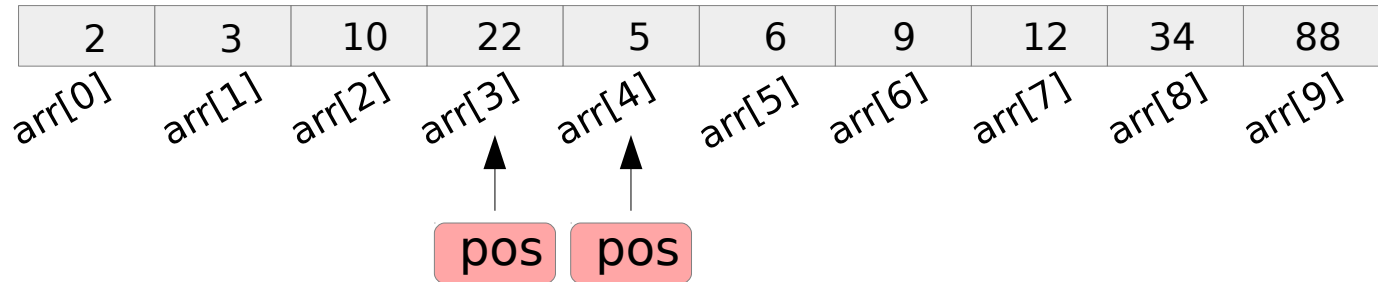 2 3 10 22 5 6 9 12 34 88
arr[0] arr[1] arr[2] arr[3] arr[4] arr[5] arr[6] arr[7] arr[8] arr[9]
pos pos